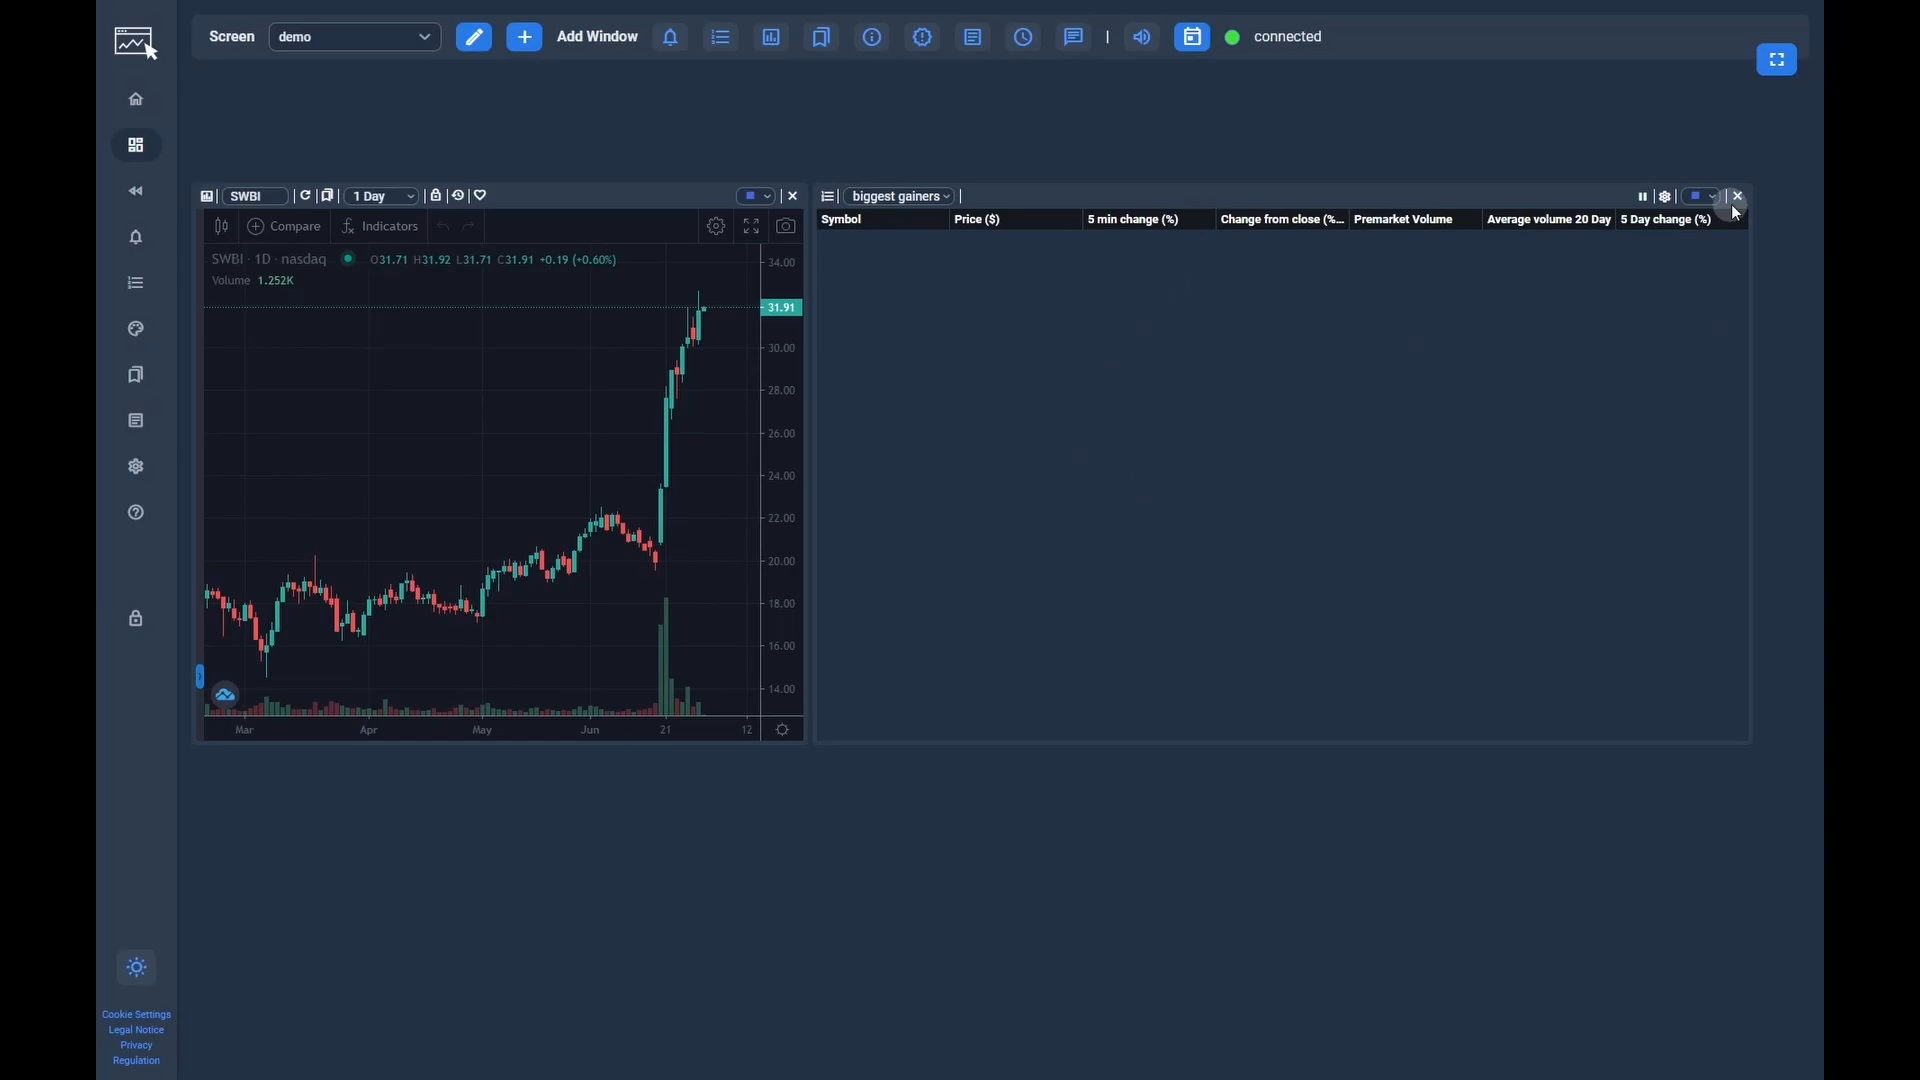 Screen demo Add Window | connected
SWBI 1 Day
biggest gainers
Compare Indicators
Symbol Price ($) 5 min change (%) Change from close (%... Premarket Volume Average volume 20 Day 5 Day change (%)
SWBI · 1D · nasdaq O31.71 H31.92 L31.71 C31.91 +0.19 (+0.60%)
Volume 1.252K
34.00
31.91
30.00
28.00
26.00
24.00
22.00
20.00
18.00
16.00
14.00
Mar Apr May Jun 21 12
Cookie Settings
Legal Notice
Privacy
Regulation